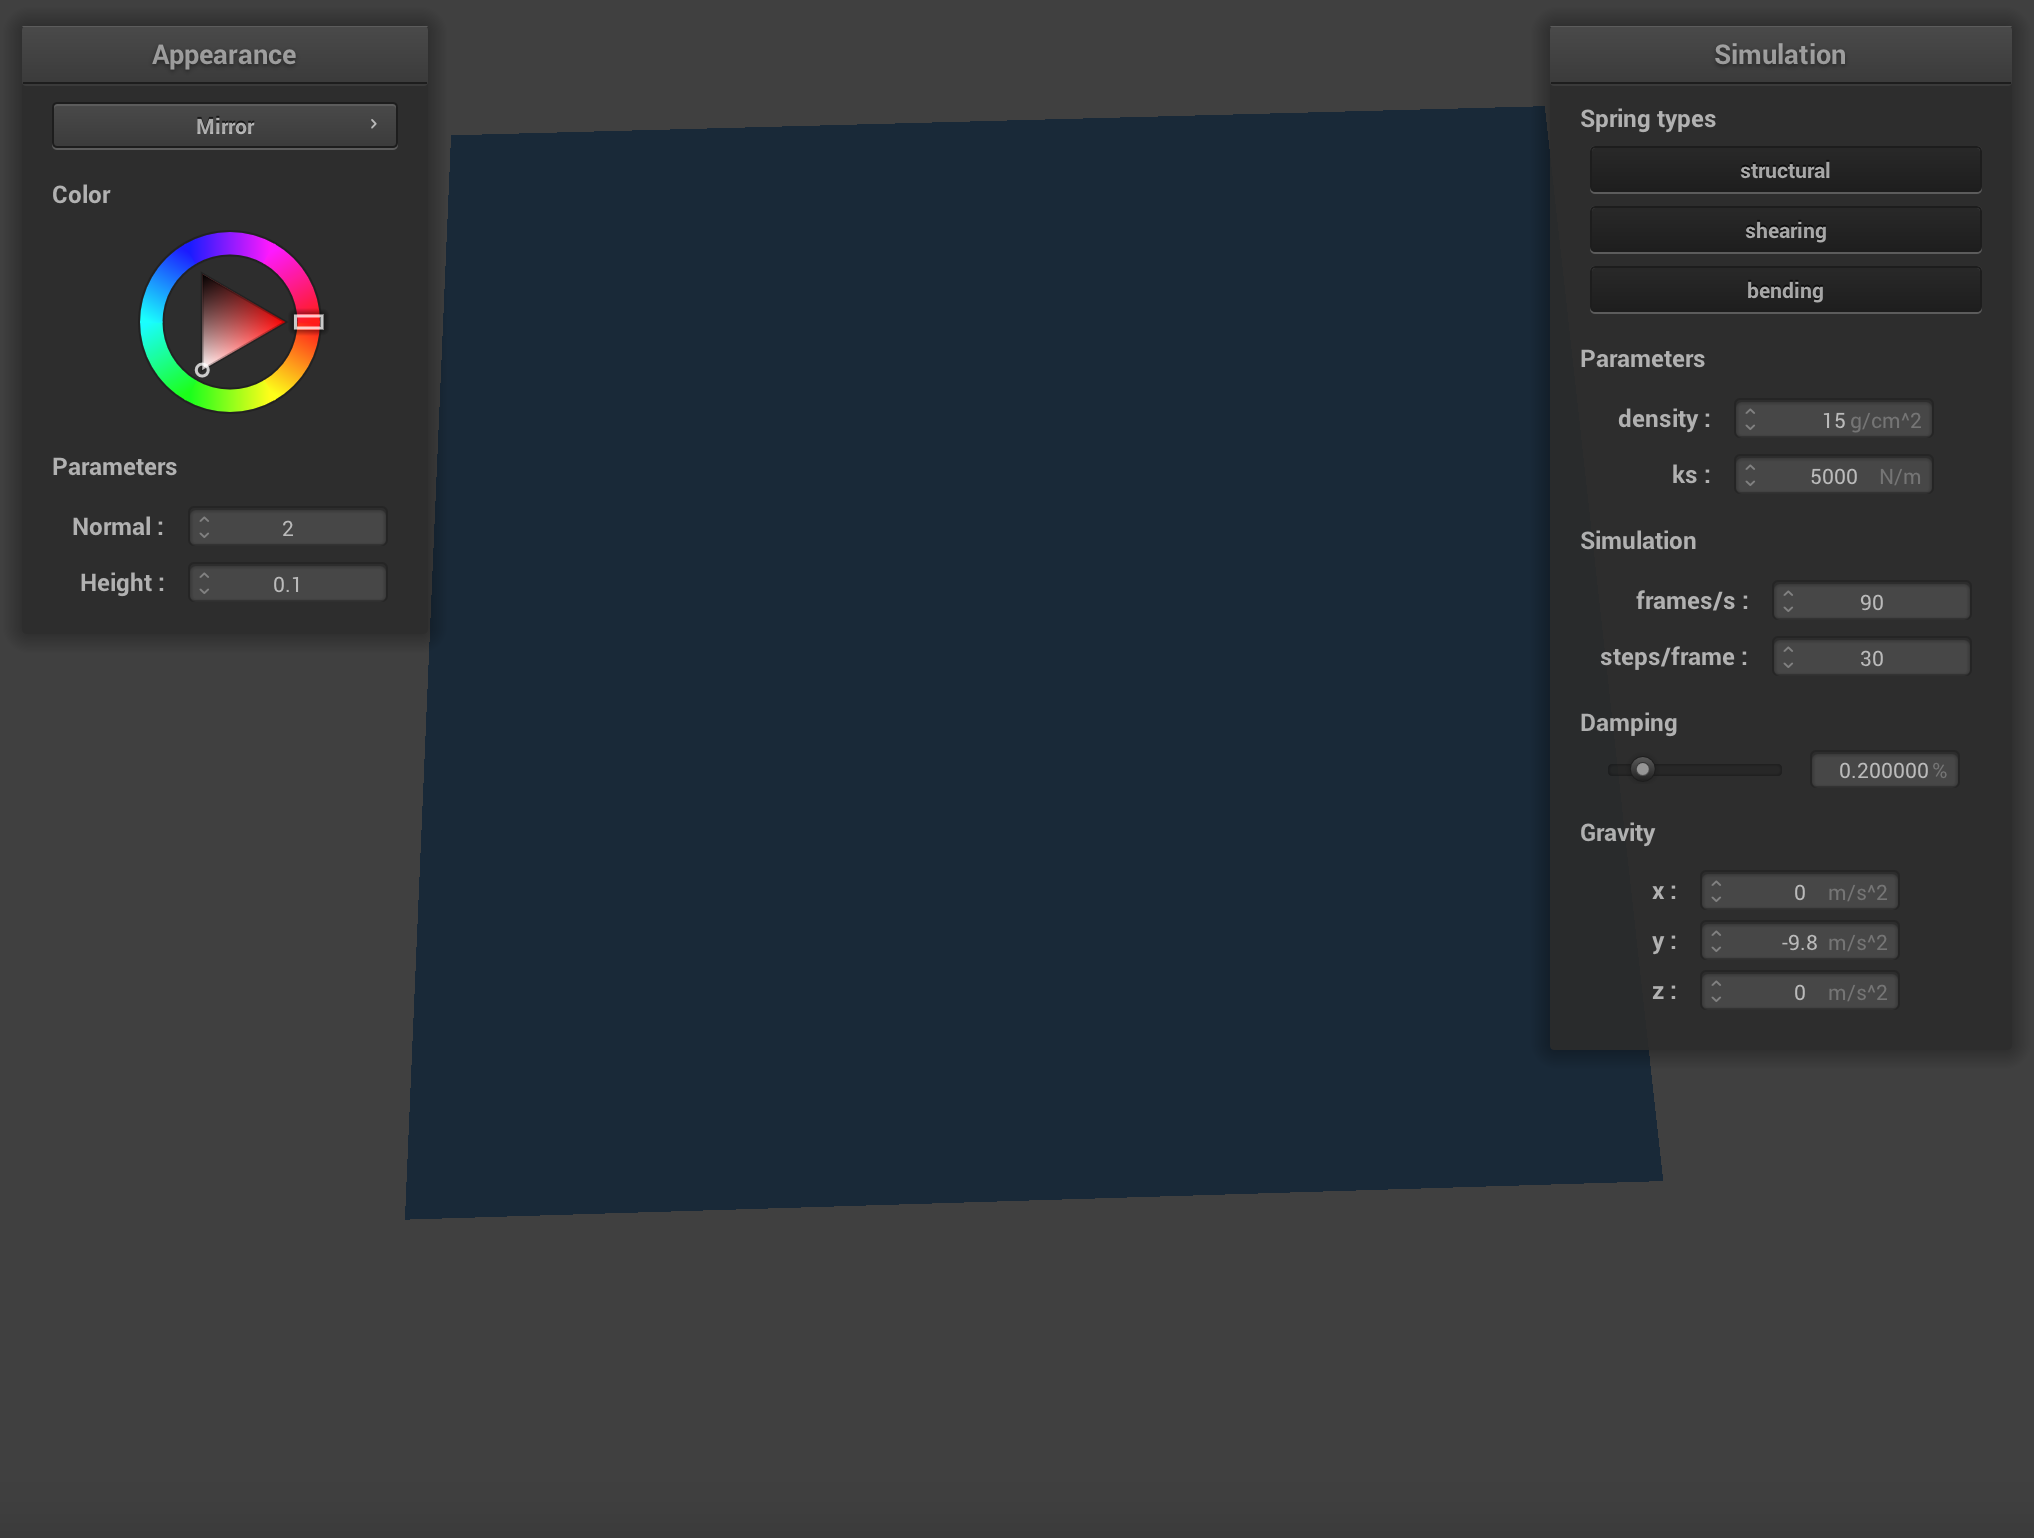 Appearance
Mirror
Color
Parameters
Normal : 2
Height : 0.1
Simulation
Spring types
structural
shearing
bending
Parameters
density : 15 g/cm^2
ks : 5000 N/m
Simulation
frames/s : 90
steps/frame : 30
Damping
0.200000 %
Gravity
x : 0 m/s^2
y : -9.8 m/s^2
z : 0 m/s^2